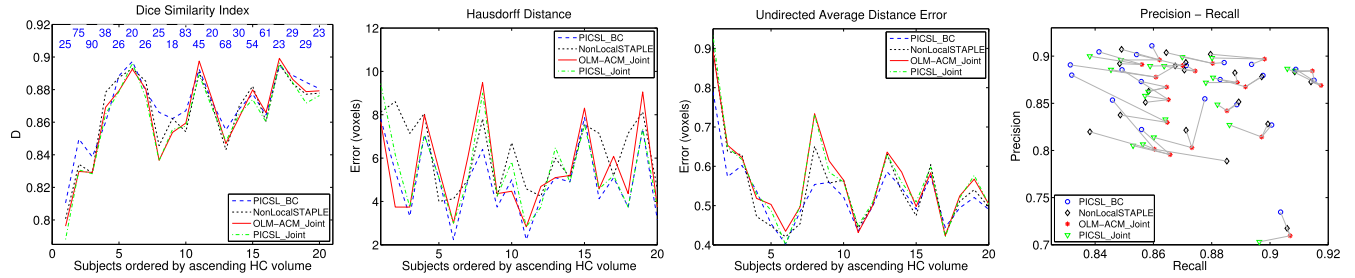 Dice Similarity Index
0.92
0.9
0.88
0.86
0.84
0.82
0.8
D
75 38 20 25 83 20 30 61 29
25 90 26 26 18 45 68 54 23 29 23
PICSL_BC
NonLocalSTAPLE
OLM−ACM_Joint
PICSL_Joint
0 5 10 15 20
Subjects ordered by ascending HC volume
Hausdorff Distance
10
8
6
4
2
Error (voxels)
PICSL_BC
NonLocalSTAPLE
OLM−ACM_Joint
PICSL_Joint
0 5 10 15 20
Subjects ordered by ascending HC volume
Undirected Average Distance Error
0.9
0.8
0.7
0.6
0.5
0.4
Error (voxels)
PICSL_BC
NonLocalSTAPLE
OLM−ACM_Joint
PICSL_Joint
0 5 10 15 20
Subjects ordered by ascending HC volume
Precision − Recall
0.9
0.85
0.8
0.75
0.7
Precision
PICSL_BC
NonLocalSTAPLE
OLM−ACM_Joint
PICSL_Joint
0.84 0.86 0.88 0.9 0.92
Recall